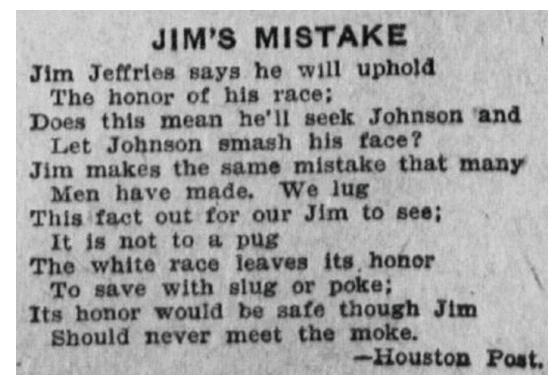 JIM'S MISTAKE
Jim Jeffries says he will uphold
The honor of his race;
Does this mean he'll seek Johnson and
Let Johnson smash his face?
Jim makes the same mistake that many
Men have made. We lug
This fact out for our Jim to see;
It is not to a pug
The white race leaves its honor
To save with slug or poke;
Its honor would be safe though Jim
Should never meet the moke.
—Houston Post.